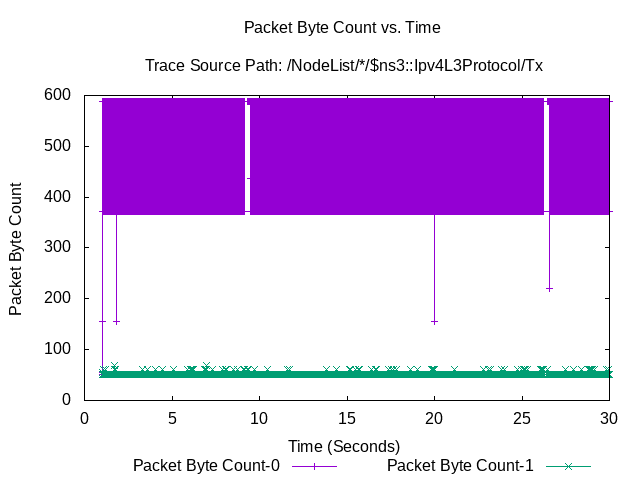 Packet Byte Count vs. Time
Trace Source Path: /NodeList/*/$ns3::Ipv4L3Protocol/Tx
600
500
400
300
200
100
0
Packet Byte Count
0 5 10 15 20 25 30
Time (Seconds)
Packet Byte Count-0 Packet Byte Count-1